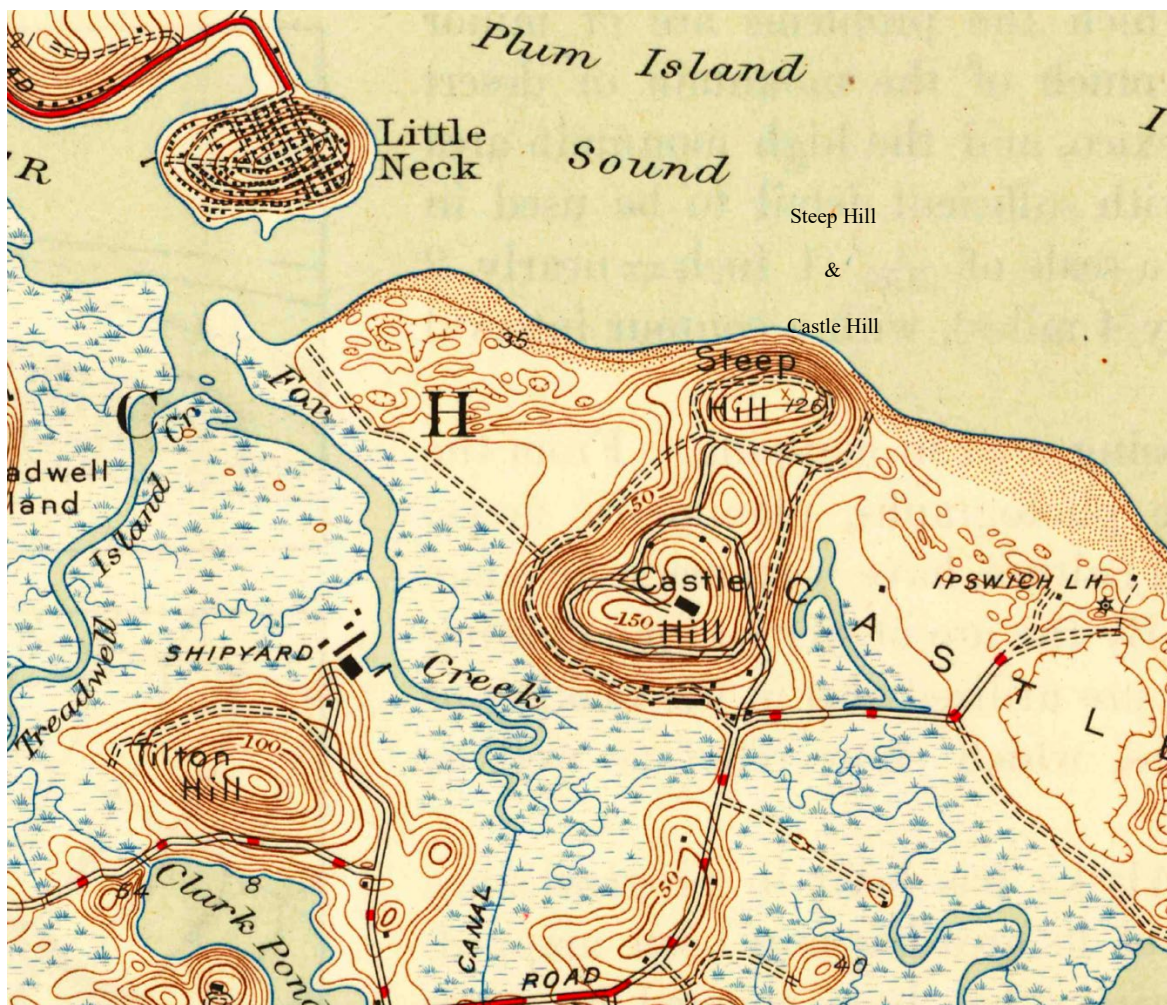 Plum Island
Sound
Little
Neck
R
Steep Hill
&
Castle Hill
35
Steep
Hill 126
Fox
H
C
Cr
Island
Treadwell
adwell
land
50
Castle
150
Hill
IPSWICH L H
C A S T L
SHIPYARD
Creek
100
Tilton
Hill
64
8
Clark Pond
CANAL
50
ROAD
40